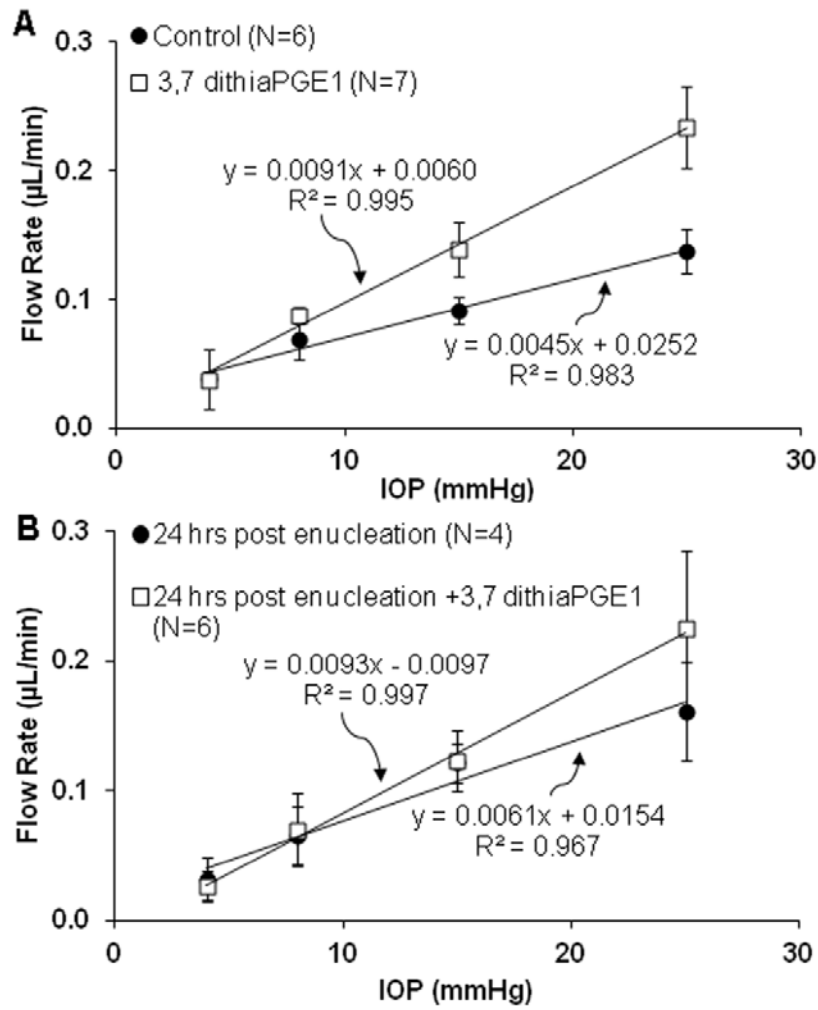 A
0.3
● Control (N=6)
□ 3,7 dithiaPGE1 (N=7)
Flow Rate (µL/min)
0.2
y = 0.0091x + 0.0060
R² = 0.995
0.1
y = 0.0045x + 0.0252
R² = 0.983
0.0
0 10 20 30
IOP (mmHg)
B
0.3
● 24 hrs post enucleation (N=4)
□ 24 hrs post enucleation +3,7 dithiaPGE1
(N=6)
Flow Rate (µL/min)
0.2
y = 0.0093x - 0.0097
R² = 0.997
0.1
y = 0.0061x + 0.0154
R² = 0.967
0.0
0 10 20 30
IOP (mmHg)